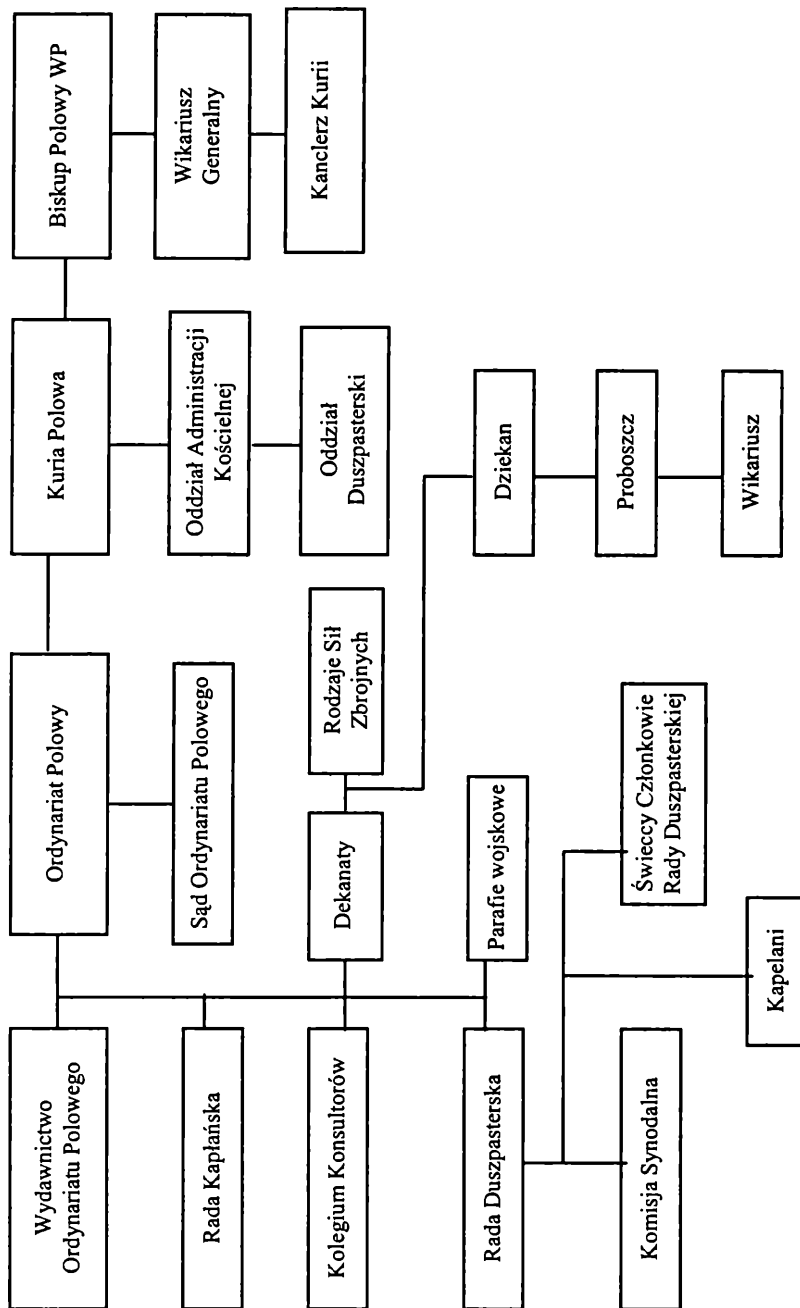 Wydawnictwo
Ordynariatu Polowego
Ordynariat Polowy
Kuria Polowa
Biskup Polowy WP
Rada Kapłańska
Sąd Ordynariatu Polowego
Oddział Administracji
Kościelnej
Wikariusz
Generalny
Kolegium Konsultorów
Dekanaty
Rodzaje Sił
Zbrojnych
Oddział
Duszpasterski
Kanclerz Kurii
Rada Duszpasterska
Parafie wojskowe
Dziekan
Komisja Synodalna
Świeccy Członkowie
Rady Duszpasterskiej
Proboszcz
Kapelani
Wikariusz